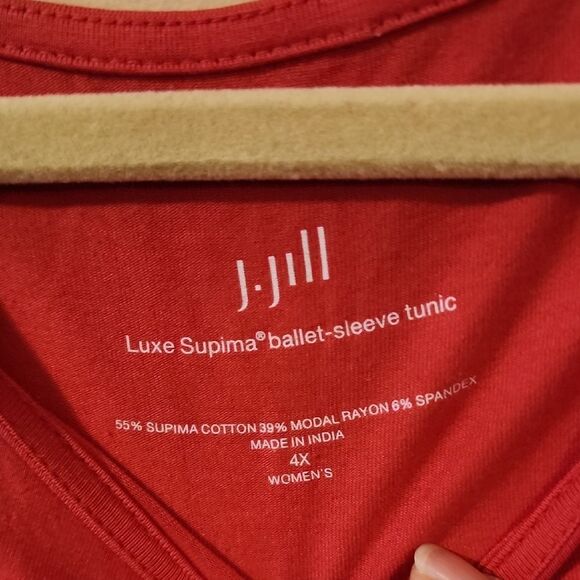 J.Jill
Luxe Supima® ballet-sleeve tunic
55% SUPIMA COTTON 39% MODAL RAYON 6% SPANDEX
MADE IN INDIA
4X
WOMEN'S